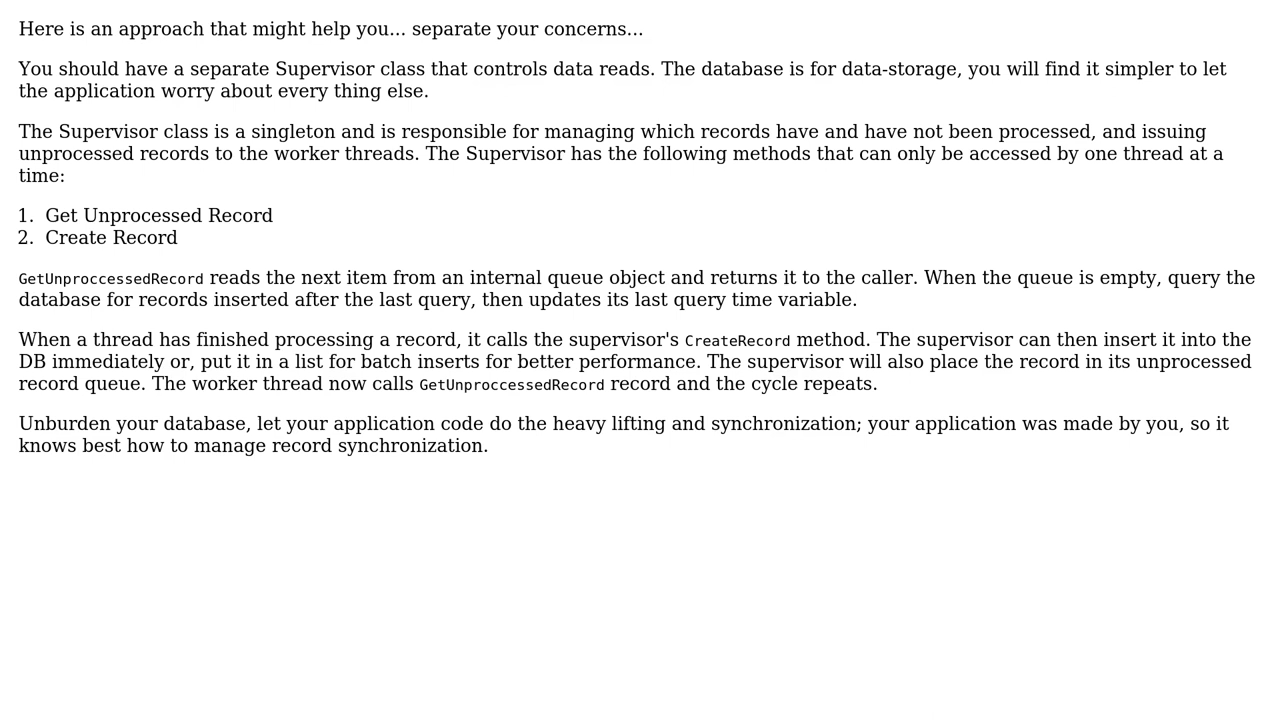 Here is an approach that might help you... separate your concerns...
You should have a separate Supervisor class that controls data reads. The database is for data-storage, you will find it simpler to let
the application worry about every thing else.
The Supervisor class is a singleton and is responsible for managing which records have and have not been processed, and issuing
unprocessed records to the worker threads. The Supervisor has the following methods that can only be accessed by one thread at a
time:
1. Get Unprocessed Record
2. Create Record
GetUnproccessedRecord reads the next item from an internal queue object and returns it to the caller. When the queue is empty, query the
database for records inserted after the last query, then updates its last query time variable.
When a thread has finished processing a record, it calls the supervisor's CreateRecord method. The supervisor can then insert it into the
DB immediately or, put it in a list for batch inserts for better performance. The supervisor will also place the record in its unprocessed
record queue. The worker thread now calls GetUnproccessedRecord record and the cycle repeats.
Unburden your database, let your application code do the heavy lifting and synchronization; your application was made by you, so it
knows best how to manage record synchronization.